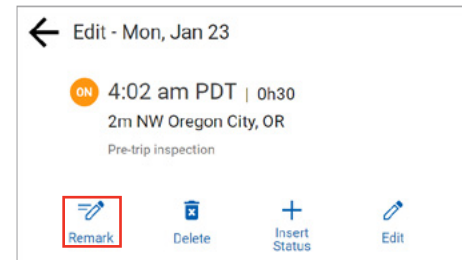 Edit - Mon, Jan 23
ON 4:02 am PDT | 0h30
2m NW Oregon City, OR
Pre-trip inspection
Remark Delete Insert Status Edit